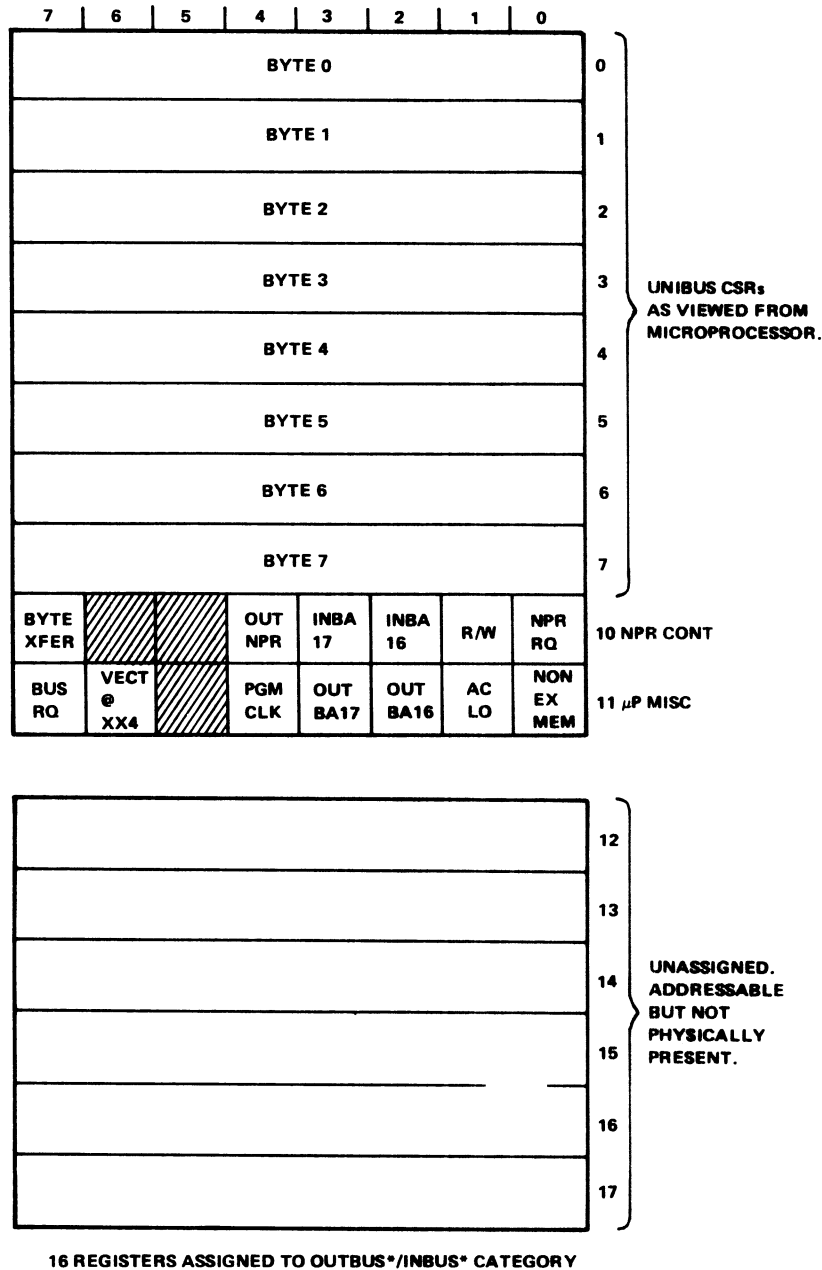 7 6 5 4 3 2 1 0
BYTE 0
0
BYTE 1
1
BYTE 2
2
BYTE 3
3
BYTE 4
4
BYTE 5
5
BYTE 6
6
BYTE 7
7
UNIBUS CSRs
AS VIEWED FROM
MICROPROCESSOR.
BYTE
XFER
OUT
NPR
INBA
17
INBA
16
R/W
NPR
RQ
10 NPR CONT
BUS
RQ
VECT
@
XX4
PGM
CLK
OUT
BA17
OUT
BA16
AC
LO
NON
EX
MEM
11 µP MISC
12
13
14
15
16
17
UNASSIGNED.
ADDRESSABLE
BUT NOT
PHYSICALLY
PRESENT.
16 REGISTERS ASSIGNED TO OUTBUS*/INBUS* CATEGORY